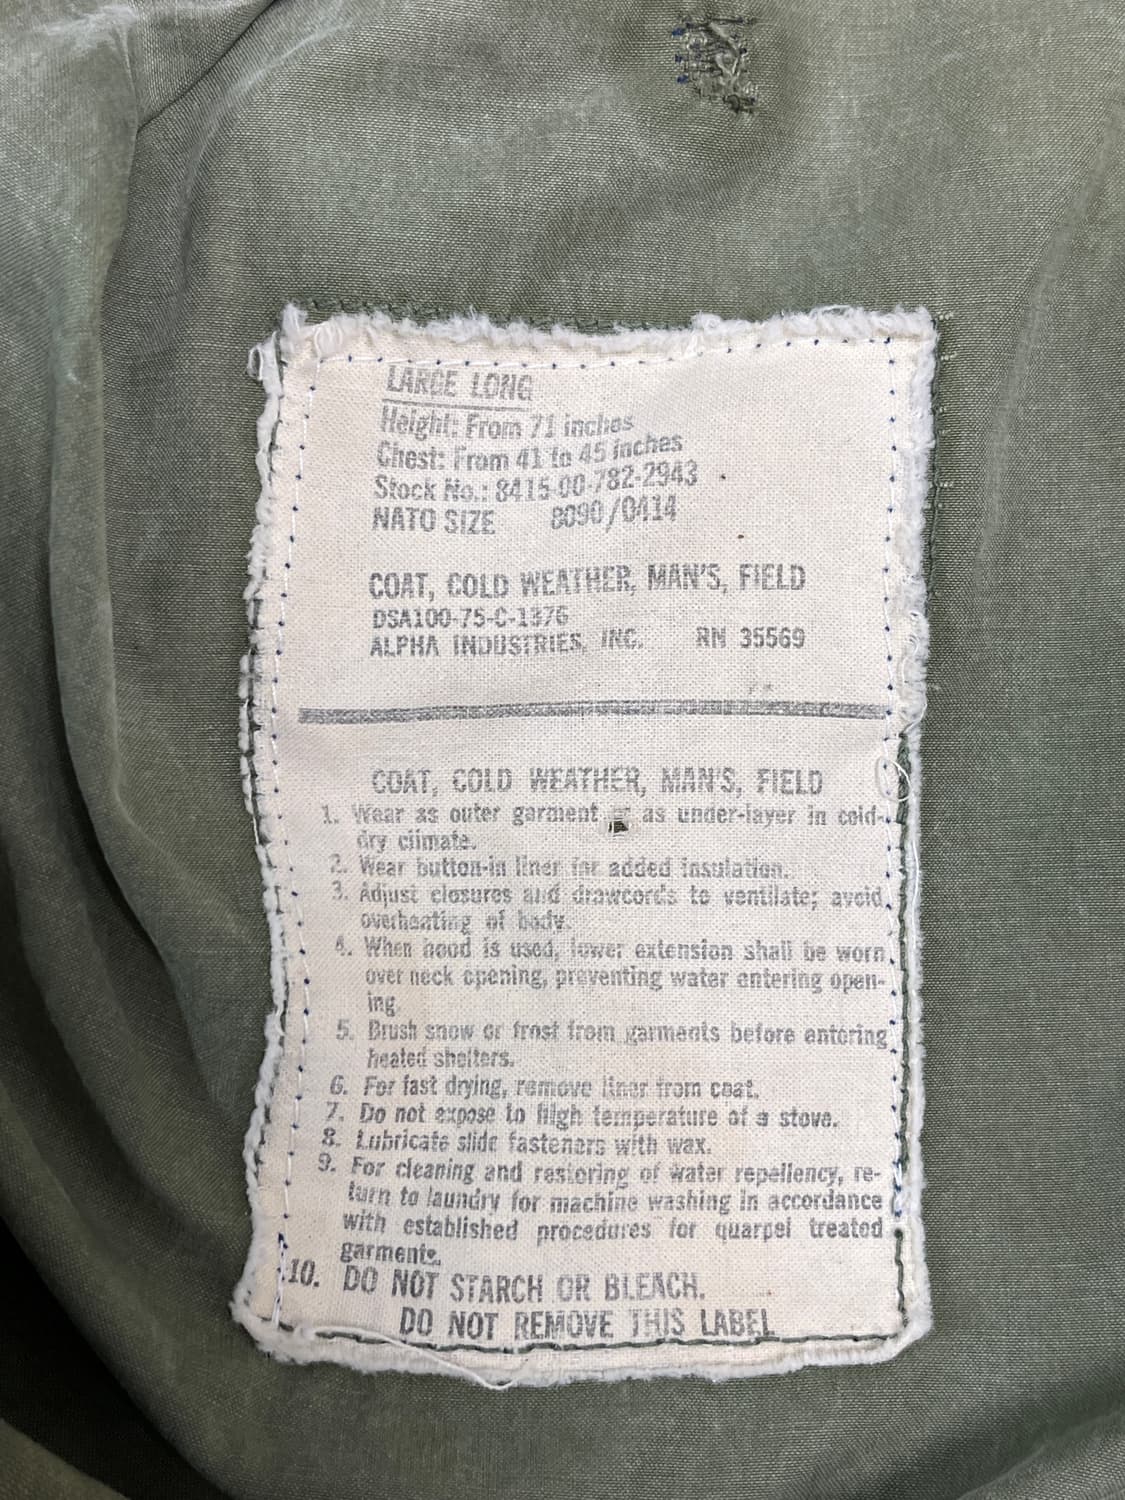 LARGE LONG
Height: From 71 inches
Chest: From 41 to 45 inches
Stock No.: 8415-00-782-2943
NATO SIZE 8090/0414
COAT, COLD WEATHER, MAN'S, FIELD
DSA100-75-C-1376
ALPHA INDUSTRIES, INC. RN 35569
COAT, COLD WEATHER, MAN'S, FIELD
1. Wear as outer garment or as under-layer in cold-
dry climate.
2. Wear button-in liner for added insulation.
3. Adjust closures and drawcords to ventilate; avoid
overheating of body.
4. When hood is used, lower extension shall be worn
over neck opening, preventing water entering open-
ing.
5. Brush snow or frost from garments before entering
heated shelters.
6. For fast drying, remove liner from coat.
7. Do not expose to high temperature of a stove.
8. Lubricate slide fasteners with wax.
9. For cleaning and restoring of water repellency, re-
turn to laundry for machine washing in accordance
with established procedures for quarpel treated
garments.
10. DO NOT STARCH OR BLEACH.
DO NOT REMOVE THIS LABEL